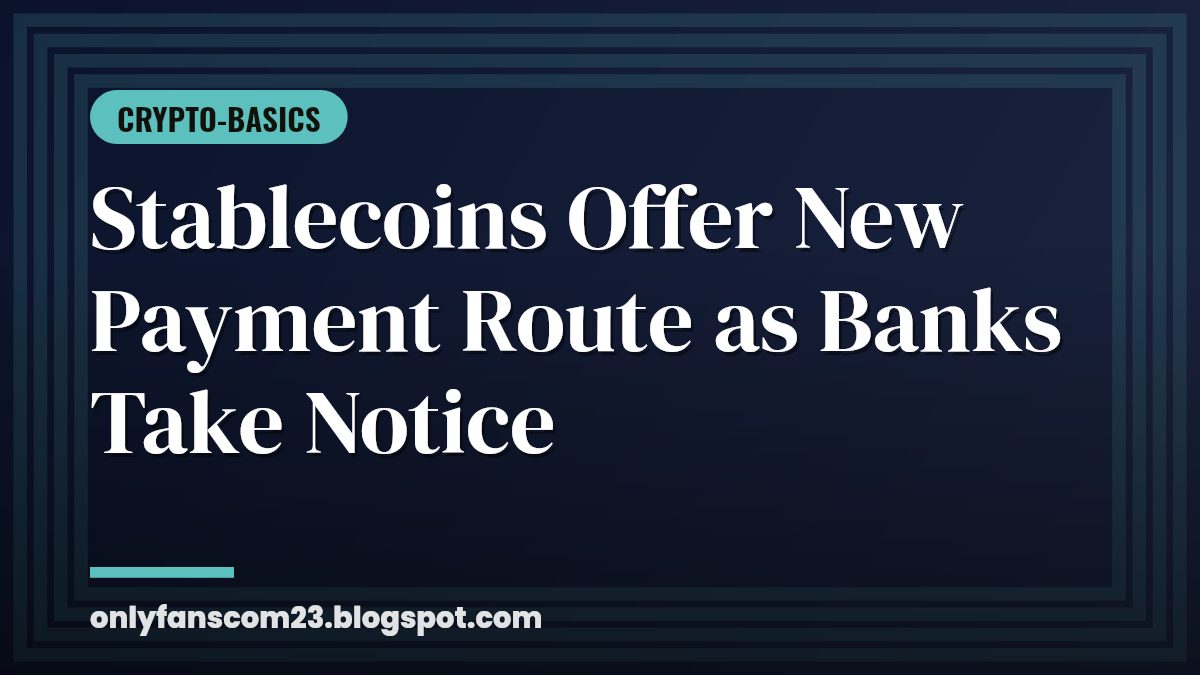 CRYPTO-BASICS
Stablecoins Offer New
Payment Route as Banks
Take Notice
onlyfanscom23.blogspot.com